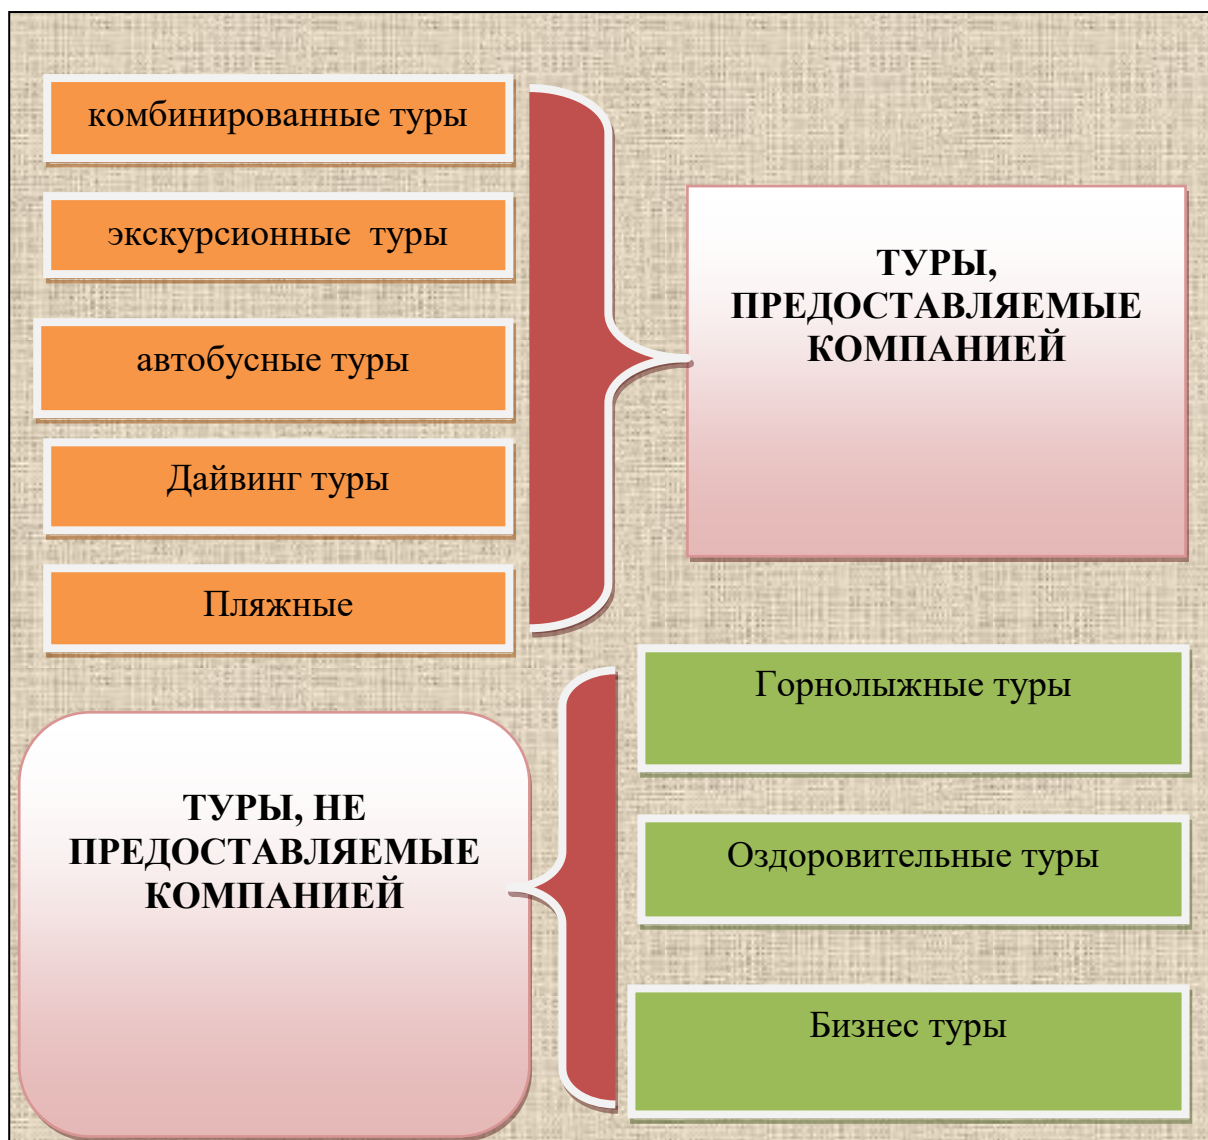 комбинированные туры
экскурсионные туры
автобусные туры
Дайвинг туры
Пляжные
ТУРЫ,
ПРЕДОСТАВЛЯЕМЫЕ
КОМПАНИЕЙ
ТУРЫ, НЕ
ПРЕДОСТАВЛЯЕМЫЕ
КОМПАНИЕЙ
Горнолыжные туры
Оздоровительные туры
Бизнес туры